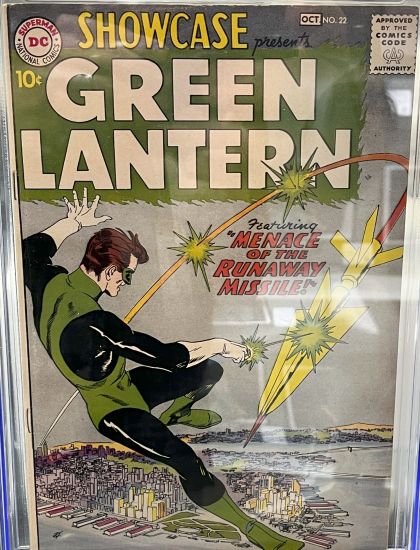 SUPERMAN
DC
NATIONAL COMICS
SHOWCASE
presents
OCT NO. 22
APPROVED
BY THE
COMICS
CODE
AUTHORITY
10¢
GREEN
LANTERN
Featuring
"MENACE
OF THE
RUNAWAY
MISSILE!"